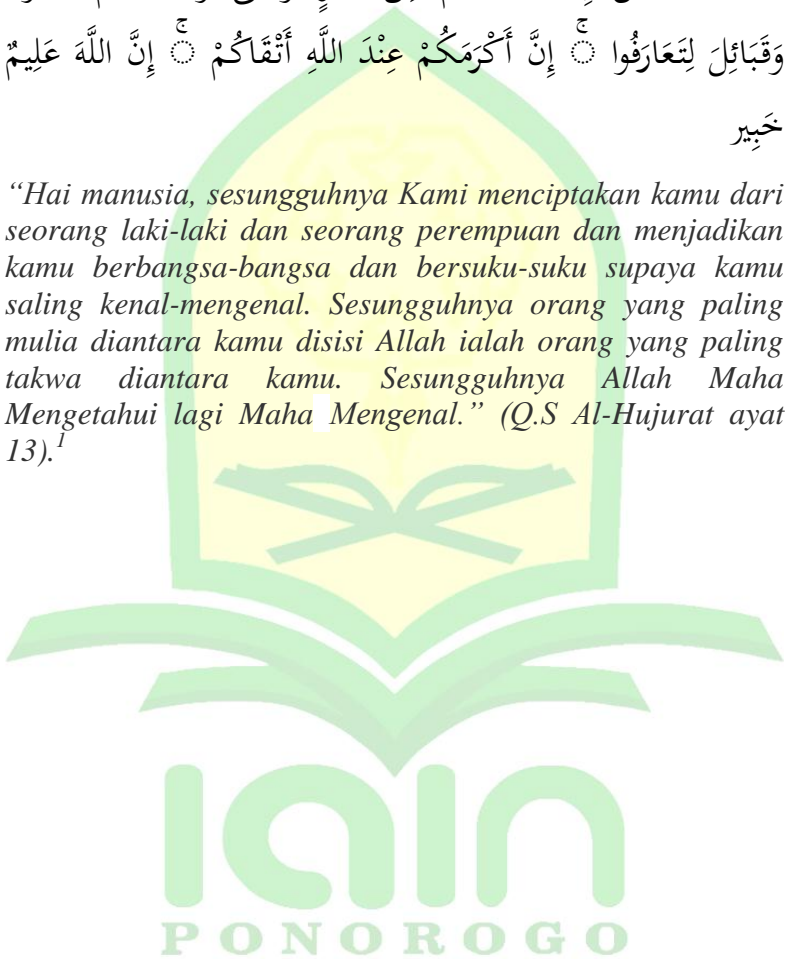 وَقَبَائِلَ لِتَعَارَفُوا ۚ إِنَّ أَكْرَمَكُمْ عِنْدَ اللَّهِ أَتْقَاكُمْ ۚ إِنَّ اللَّهَ عَلِيمٌ
خَبِير
“Hai manusia, sesungguhnya Kami menciptakan kamu dari
seorang laki-laki dan seorang perempuan dan menjadikan
kamu berbangsa-bangsa dan bersuku-suku supaya kamu
saling kenal-mengenal. Sesungguhnya orang yang paling
mulia diantara kamu disisi Allah ialah orang yang paling
takwa diantara kamu. Sesungguhnya Allah Maha
Mengetahui lagi Maha Mengenal.” (Q.S Al-Hujurat ayat
13).1
IAIN
PONOROGO